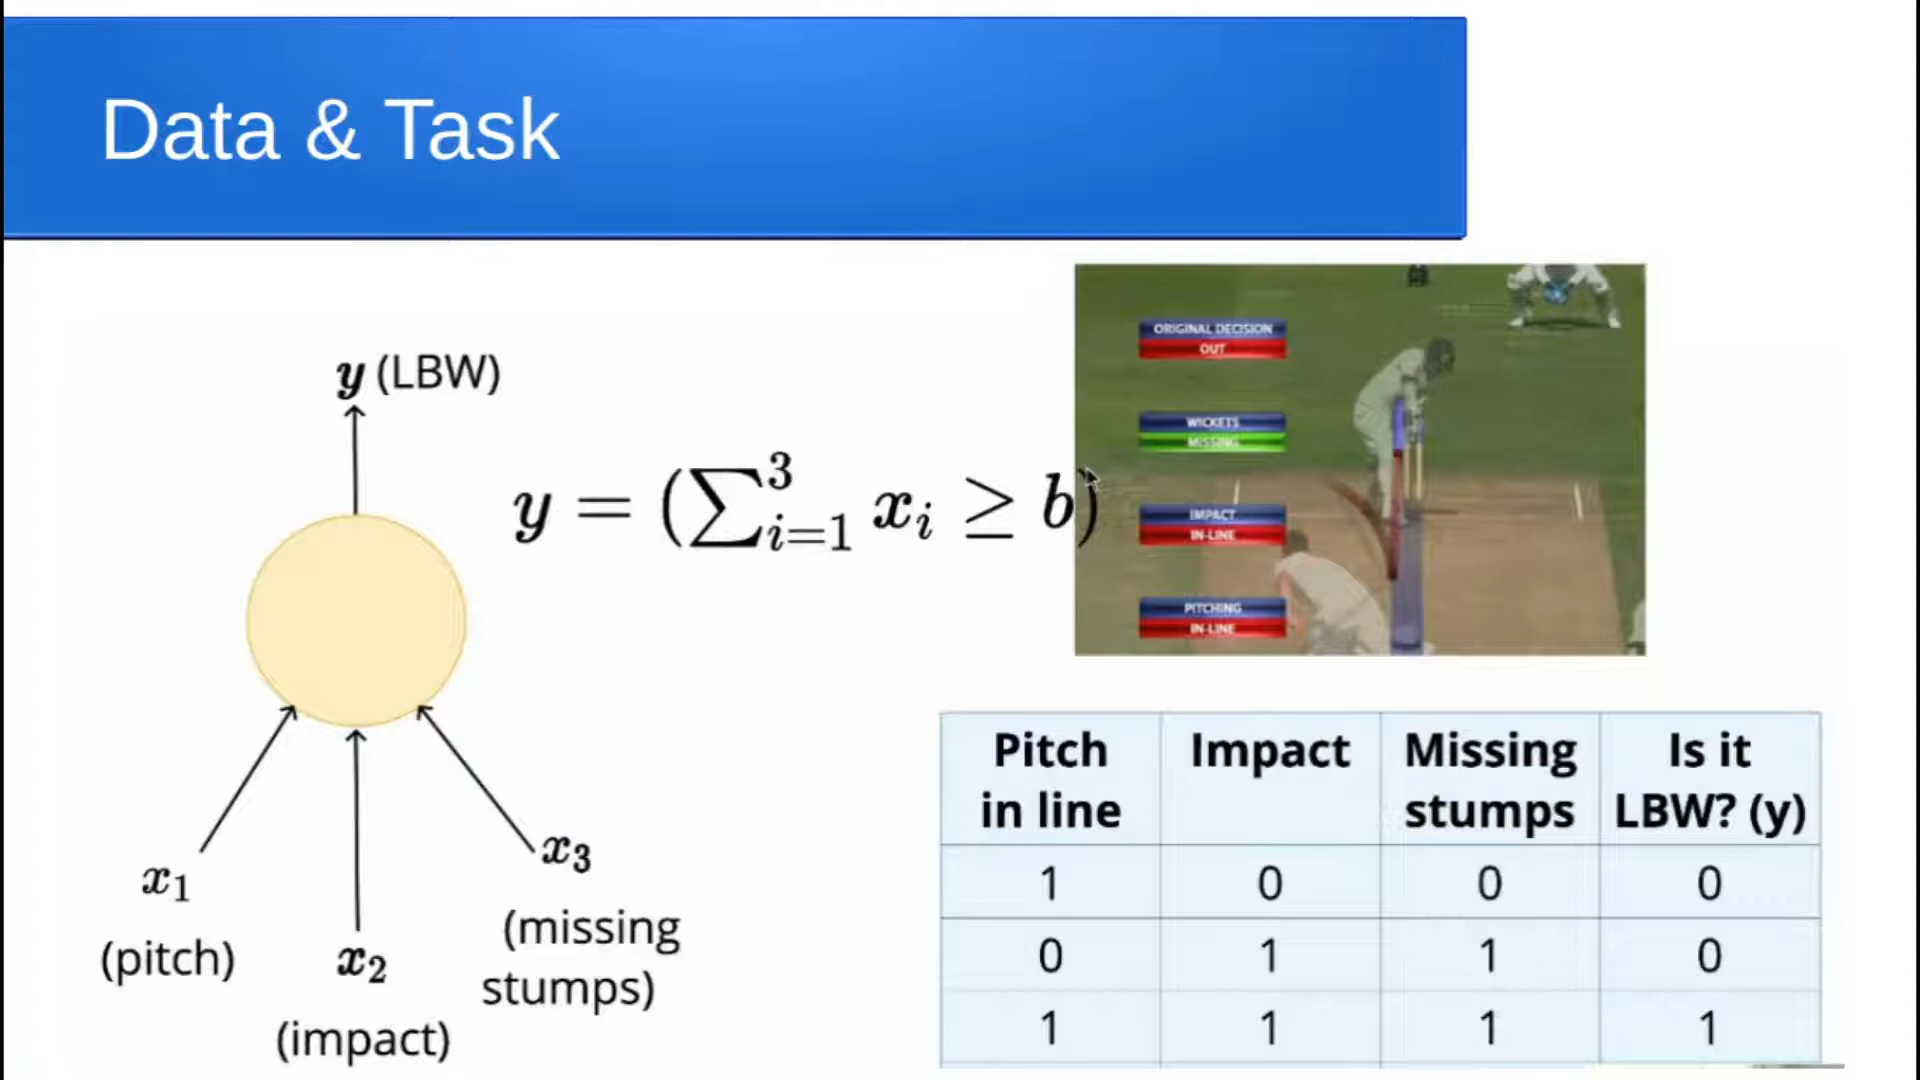 Data & Task
y (LBW)
y = (∑³ᵢ₌₁ xᵢ ≥ b)
x₁
(pitch)
x₂
(impact)
x₃
(missing
stumps)
ORIGINAL DECISION
OUT
WICKETS
MISSING
IMPACT
IN-LINE
PITCHING
IN-LINE
Pitch in line Impact Missing stumps Is it LBW? (y)
1 0 0 0
0 1 1 0
1 1 1 1